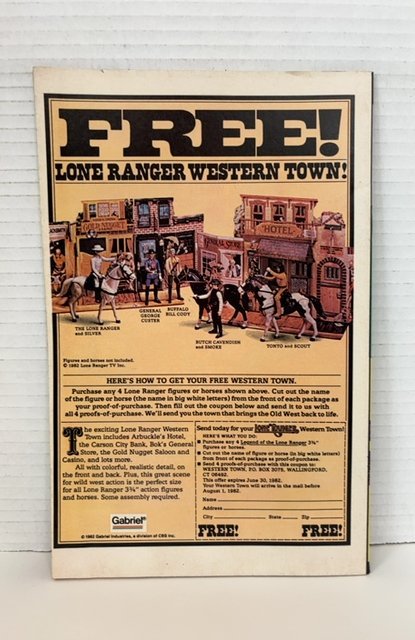 FREE!
LONE RANGER WESTERN TOWN!
GOLD NUGGET
GENERAL STORE
HOTEL
THE LONE RANGER
and SILVER
GENERAL
GEORGE
CUSTER
BUFFALO
BILL CODY
BUTCH CAVENDISH
and SMOKE
TONTO and SCOUT
Figures and horses not included.
© 1982 Lone Ranger TV Inc.
HERE'S HOW TO GET YOUR FREE WESTERN TOWN.
Purchase any 4 Lone Ranger figures or horses shown above. Cut out the name
of the figure or horse (the name in big white letters) from the front of each package as
your proof-of-purchase. Then fill out the coupon below and send it to us with
all 4 proofs-of-purchase. We'll send you the town that brings the Old West back to life.
The exciting Lone Ranger Western
Town includes Arbuckle's Hotel,
the Carson City Bank, Bok's General
Store, the Gold Nugget Saloon and
Casino, and lots more.
All with colorful, realistic detail, on
the front and back. Plus, this great scene
for wild west action is the perfect size
for all Lone Ranger 3¾" action figures
and horses. Some assembly required.
Gabriel®
© 1982 Gabriel Industries, a division of CBS Inc.
Send today for your LONE RANGER Western Town!
HERE'S WHAT YOU DO:
■ Purchase any 4 Legend of the Lone Ranger 3¾"
figures or horses.
■ Cut out the name of figure or horse (in big white letters)
from front of each package as proof-of-purchase.
■ Send 4 proofs-of-purchase with this coupon to:
WESTERN TOWN, P.O. BOX 3075, WALLINGFORD,
CT 06492.
This offer expires June 30, 1982.
Your Western Town will arrive in the mail before
August 1, 1982.
Name
Address
City State Zip
FREE! FREE!